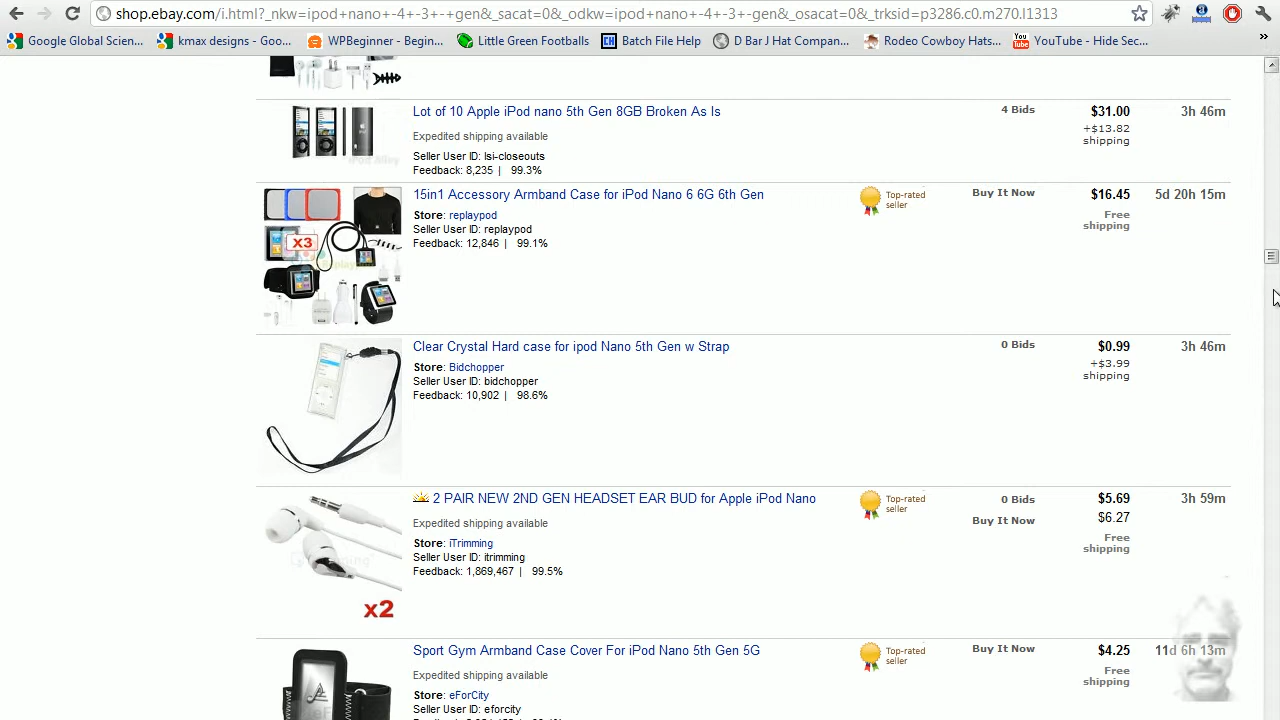 shop.ebay.com/i.html?_nkw=ipod+nano+-4+-3+-+gen&_sacat=0&_odkw=ipod+nano+-4+-3+-gen&_osacat=0&_trksid=p3286.c0.m270.l1313
Google Global Scien... kmax designs - Goo... WPBeginner - Begin... Little Green Footballs CH Batch File Help D Bar J Hat Compan... Rodeo Cowboy Hats... You Tube YouTube - Hide Sec... »
Lot of 10 Apple iPod nano 5th Gen 8GB Broken As Is 4 Bids $31.00 3h 46m
Expedited shipping available +$13.82 shipping
Seller User ID: lsi-closeouts
Feedback: 8,235 | 99.3%
15in1 Accessory Armband Case for iPod Nano 6 6G 6th Gen Top-rated seller Buy It Now $16.45 5d 20h 15m
Store: replaypod Free shipping
Seller User ID: replaypod
Feedback: 12,846 | 99.1%
x3
Clear Crystal Hard case for ipod Nano 5th Gen w Strap 0 Bids $0.99 3h 46m
Store: Bidchopper +$3.99 shipping
Seller User ID: bidchopper
Feedback: 10,902 | 98.6%
2 PAIR NEW 2ND GEN HEADSET EAR BUD for Apple iPod Nano Top-rated seller 0 Bids $5.69 3h 59m
Expedited shipping available Buy It Now $6.27
Store: iTrimming Free shipping
Seller User ID: itrimming
Feedback: 1,869,467 | 99.5%
x2
Sport Gym Armband Case Cover For iPod Nano 5th Gen 5G Top-rated seller Buy It Now $4.25 11d 6h 13m
Expedited shipping available Free shipping
Store: eForCity
Seller User ID: eforcity